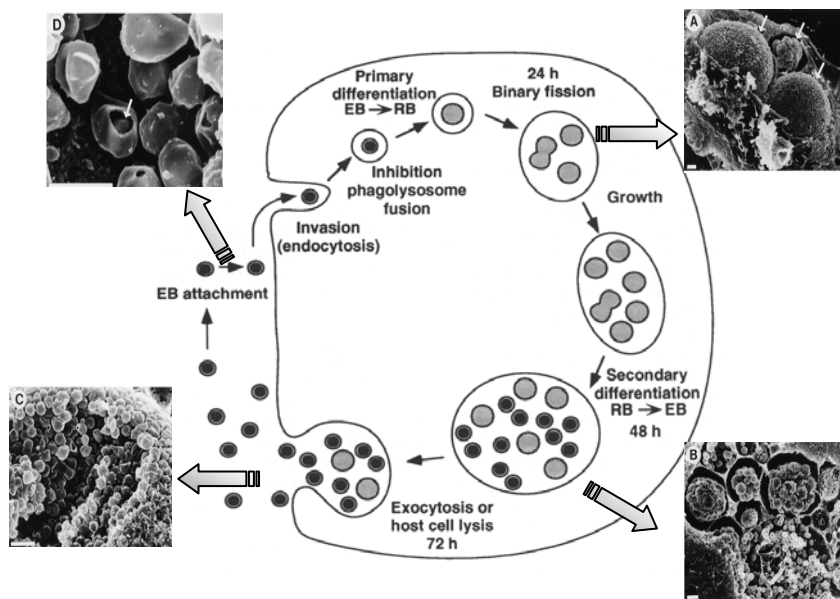 D
A
Primary
differentiation
EB → RB
24 h
Binary fission
Inhibition
phagolysosome
fusion
Growth
Invasion
(endocytosis)
EB attachment
Secondary
differentiation
RB → EB
48 h
C
B
Exocytosis or
host cell lysis
72 h